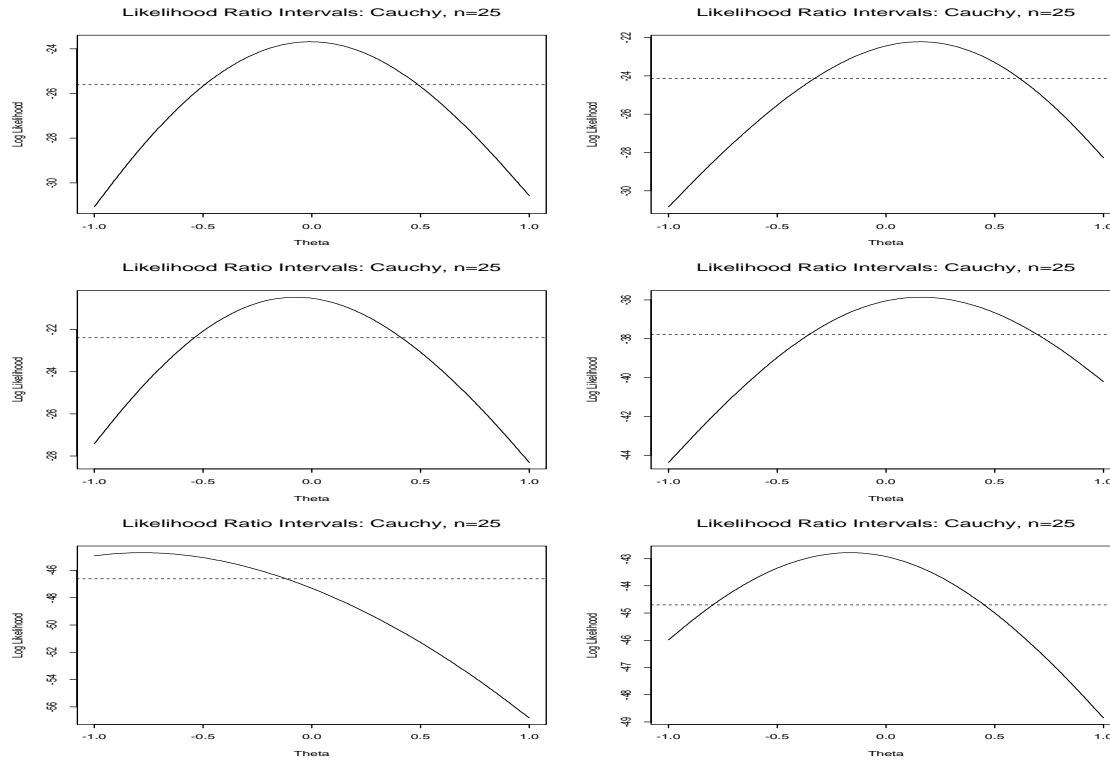 Likelihood Ratio Intervals: Cauchy, n=25
Log Likelihood
-24
-26
-28
-30
-1.0 -0.5 0.0 0.5 1.0
Theta
Likelihood Ratio Intervals: Cauchy, n=25
Log Likelihood
-22
-24
-26
-28
-30
-1.0 -0.5 0.0 0.5 1.0
Theta
Likelihood Ratio Intervals: Cauchy, n=25
Log Likelihood
-22
-24
-26
-28
-1.0 -0.5 0.0 0.5 1.0
Theta
Likelihood Ratio Intervals: Cauchy, n=25
Log Likelihood
-36
-38
-40
-42
-44
-1.0 -0.5 0.0 0.5 1.0
Theta
Likelihood Ratio Intervals: Cauchy, n=25
Log Likelihood
-46
-48
-50
-52
-54
-56
-1.0 -0.5 0.0 0.5 1.0
Theta
Likelihood Ratio Intervals: Cauchy, n=25
Log Likelihood
-43
-44
-45
-46
-47
-48
-49
-1.0 -0.5 0.0 0.5 1.0
Theta